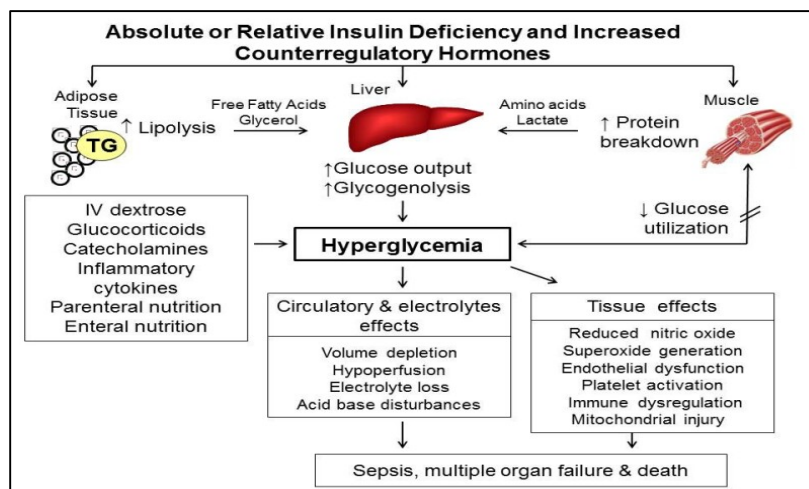 Absolute or Relative Insulin Deficiency and Increased
Counterregulatory Hormones
Adipose
Tissue
TG
↑ Lipolysis
Free Fatty Acids
Glycerol
Liver
Amino acids
Lactate
↑ Protein
breakdown
Muscle
↑Glucose output
↑Glycogenolysis
↓ Glucose
utilization
IV dextrose
Glucocorticoids
Catecholamines
Inflammatory
cytokines
Parenteral nutrition
Enteral nutrition
Hyperglycemia
Circulatory & electrolytes
effects
Volume depletion
Hypoperfusion
Electrolyte loss
Acid base disturbances
Tissue effects
Reduced nitric oxide
Superoxide generation
Endothelial dysfunction
Platelet activation
Immune dysregulation
Mitochondrial injury
Sepsis, multiple organ failure & death